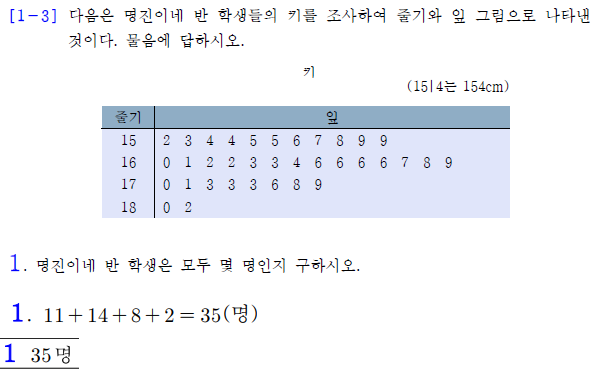 [1-3] 다음은 명진이네 반 학생들의 키를 조사하여 줄기와 잎 그림으로 나타낸
것이다. 물음에 답하시오.
키
(15|4는 154cm)
줄기 잎
15 2 3 4 4 5 5 6 7 8 9 9
16 0 1 2 2 3 3 4 6 6 6 6 7 8 9
17 0 1 3 3 3 6 8 9
18 0 2
1. 명진이네 반 학생은 모두 몇 명인지 구하시오.
1. 11+14+8+2=35(명)
1 35명